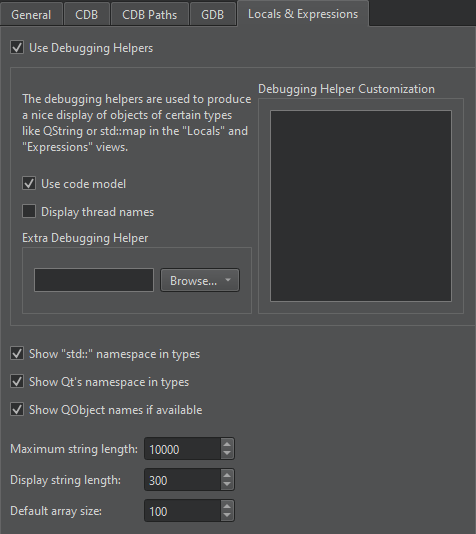 General
CDB
CDB Paths
GDB
Locals & Expressions
Use Debugging Helpers
The debugging helpers are used to produce
a nice display of objects of certain types
like QString or std::map in the "Locals" and
"Expressions" views.
Use code model
Display thread names
Extra Debugging Helper
Browse...
Debugging Helper Customization
Show "std::" namespace in types
Show Qt's namespace in types
Show QObject names if available
Maximum string length: 10000
Display string length: 300
Default array size: 100